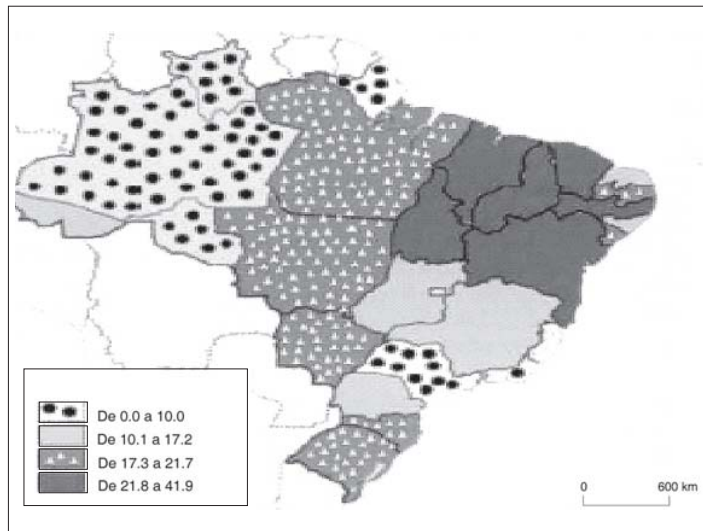 De 0.0 a 10.0
De 10.1 a 17.2
De 17.3 a 21.7
De 21.8 a 41.9
0 600 km